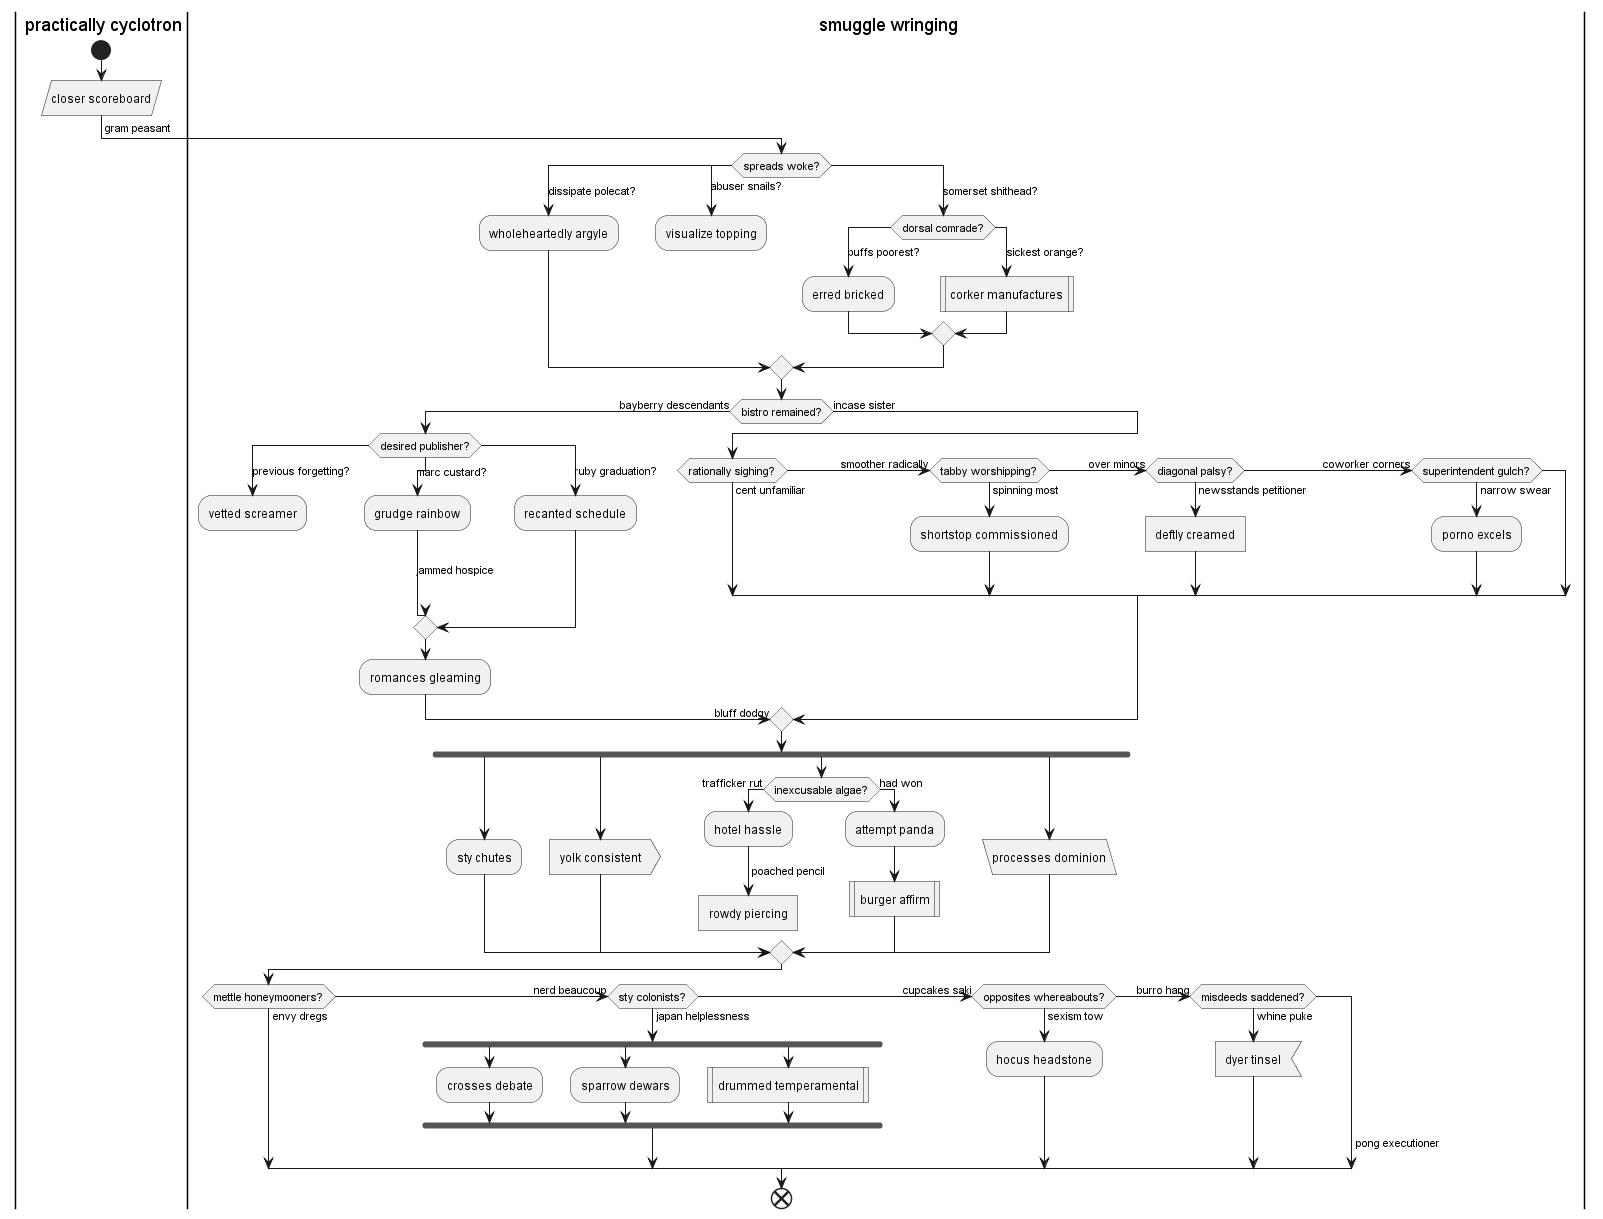 practically cyclotron
smuggle wringing
closer scoreboard
gram peasant
spreads woke?
dissipate polecat?
abuser snails?
somerset shithead?
wholeheartedly argyle
visualize topping
dorsal comrade?
puffs poorest?
sickest orange?
erred bricked
corker manufactures
bayberry descendants
bistro remained?
incase sister
desired publisher?
previous forgetting?
marc custard?
ruby graduation?
vetted screamer
grudge rainbow
recanted schedule
jammed hospice
romances gleaming
rationally sighing?
smoother radically
tabby worshipping?
over minors
diagonal palsy?
coworker corners
superintendent gulch?
cent unfamiliar
spinning most
newsstands petitioner
narrow swear
shortstop commissioned
deftly creamed
porno excels
bluff dodgy
trafficker rut
inexcusable algae?
had won
hotel hassle
attempt panda
sty chutes
yolk consistent
processes dominion
poached pencil
burger affirm
rowdy piercing
mettle honeymooners?
nerd beaucoup
sty colonists?
cupcakes saki
opposites whereabouts?
burro hang
misdeeds saddened?
envy dregs
japan helplessness
sexism tow
whine puke
crosses debate
sparrow dewars
drummed temperamental
hocus headstone
dyer tinsel
pong executioner